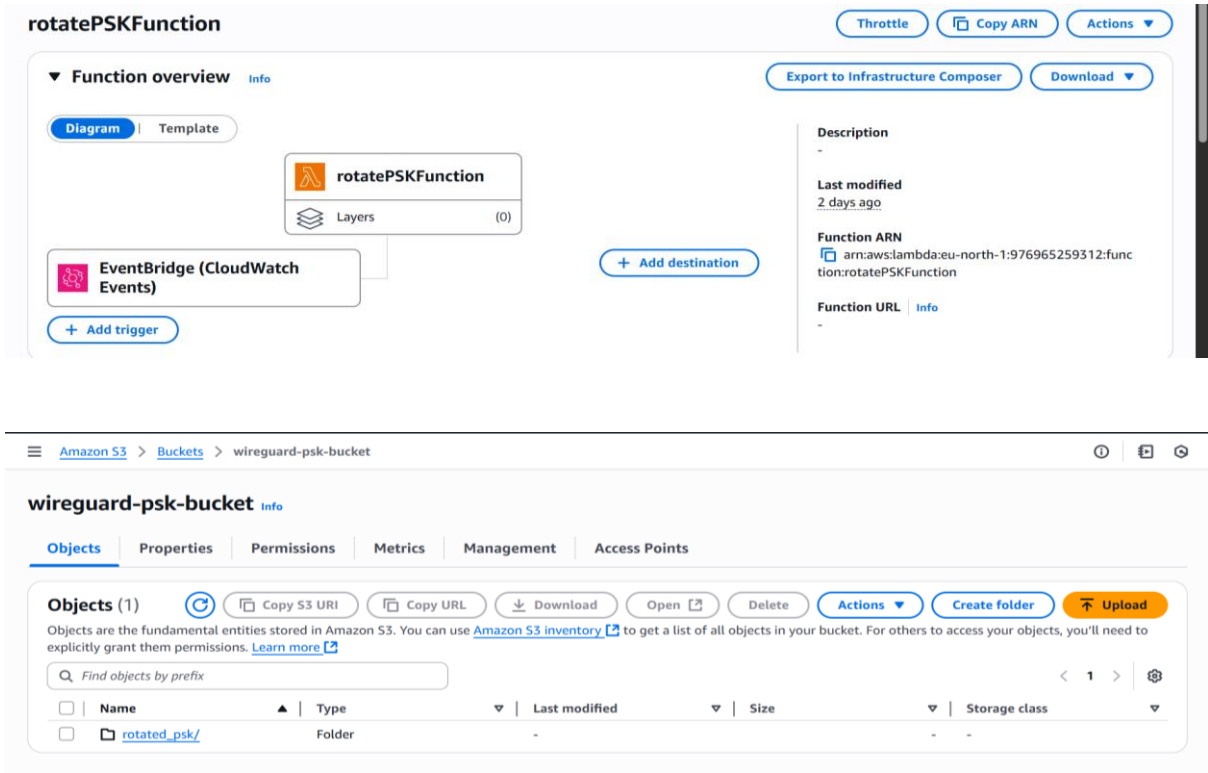 rotatePSKFunction
Throttle
Copy ARN
Actions
Function overview Info
Export to Infrastructure Composer
Download
Diagram Template
rotatePSKFunction
Layers (0)
EventBridge (CloudWatch
Events)
+ Add trigger
+ Add destination
Description
-
Last modified
2 days ago
Function ARN
arn:aws:lambda:eu-north-1:976965259312:func
tion:rotatePSKFunction
Function URL Info
-
Amazon S3 > Buckets > wireguard-psk-bucket
wireguard-psk-bucket Info
Objects Properties Permissions Metrics Management Access Points
Objects (1)
Copy S3 URI
Copy URL
Download
Open
Delete
Actions
Create folder
Upload
Objects are the fundamental entities stored in Amazon S3. You can use Amazon S3 inventory to get a list of all objects in your bucket. For others to access your objects, you'll need to
explicitly grant them permissions. Learn more
Find objects by prefix
< 1 >
Name Type Last modified Size Storage class
rotated_psk/ Folder - - -